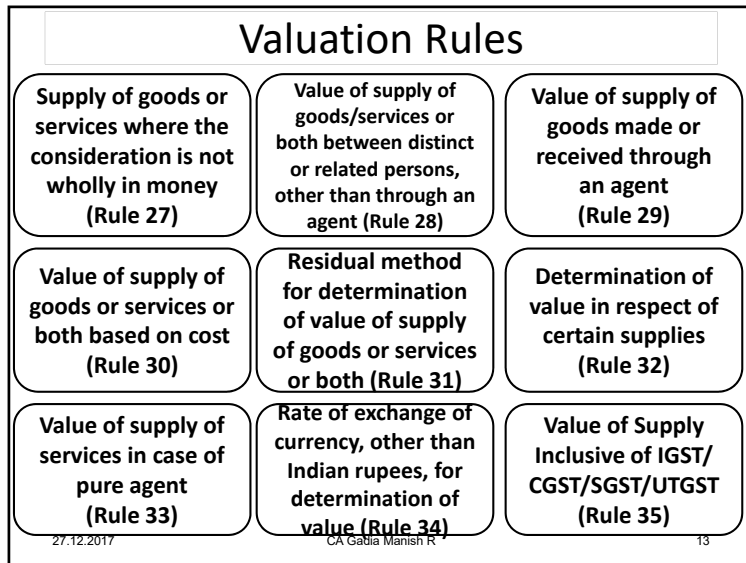 Valuation Rules
Supply of goods or
services where the
consideration is not
wholly in money
(Rule 27)
Value of supply of
goods/services or
both between distinct
or related persons,
other than through an
agent (Rule 28)
Value of supply of
goods made or
received through
an agent
(Rule 29)
Value of supply of
goods or services or
both based on cost
(Rule 30)
Residual method
for determination
of value of supply
of goods or services
or both (Rule 31)
Determination of
value in respect of
certain supplies
(Rule 32)
Value of supply of
services in case of
pure agent
(Rule 33)
Rate of exchange of
currency, other than
Indian rupees, for
determination of
value (Rule 34)
Value of Supply
Inclusive of IGST/
CGST/SGST/UTGST
(Rule 35)
27.12.2017
CA Gadia Manish R
13